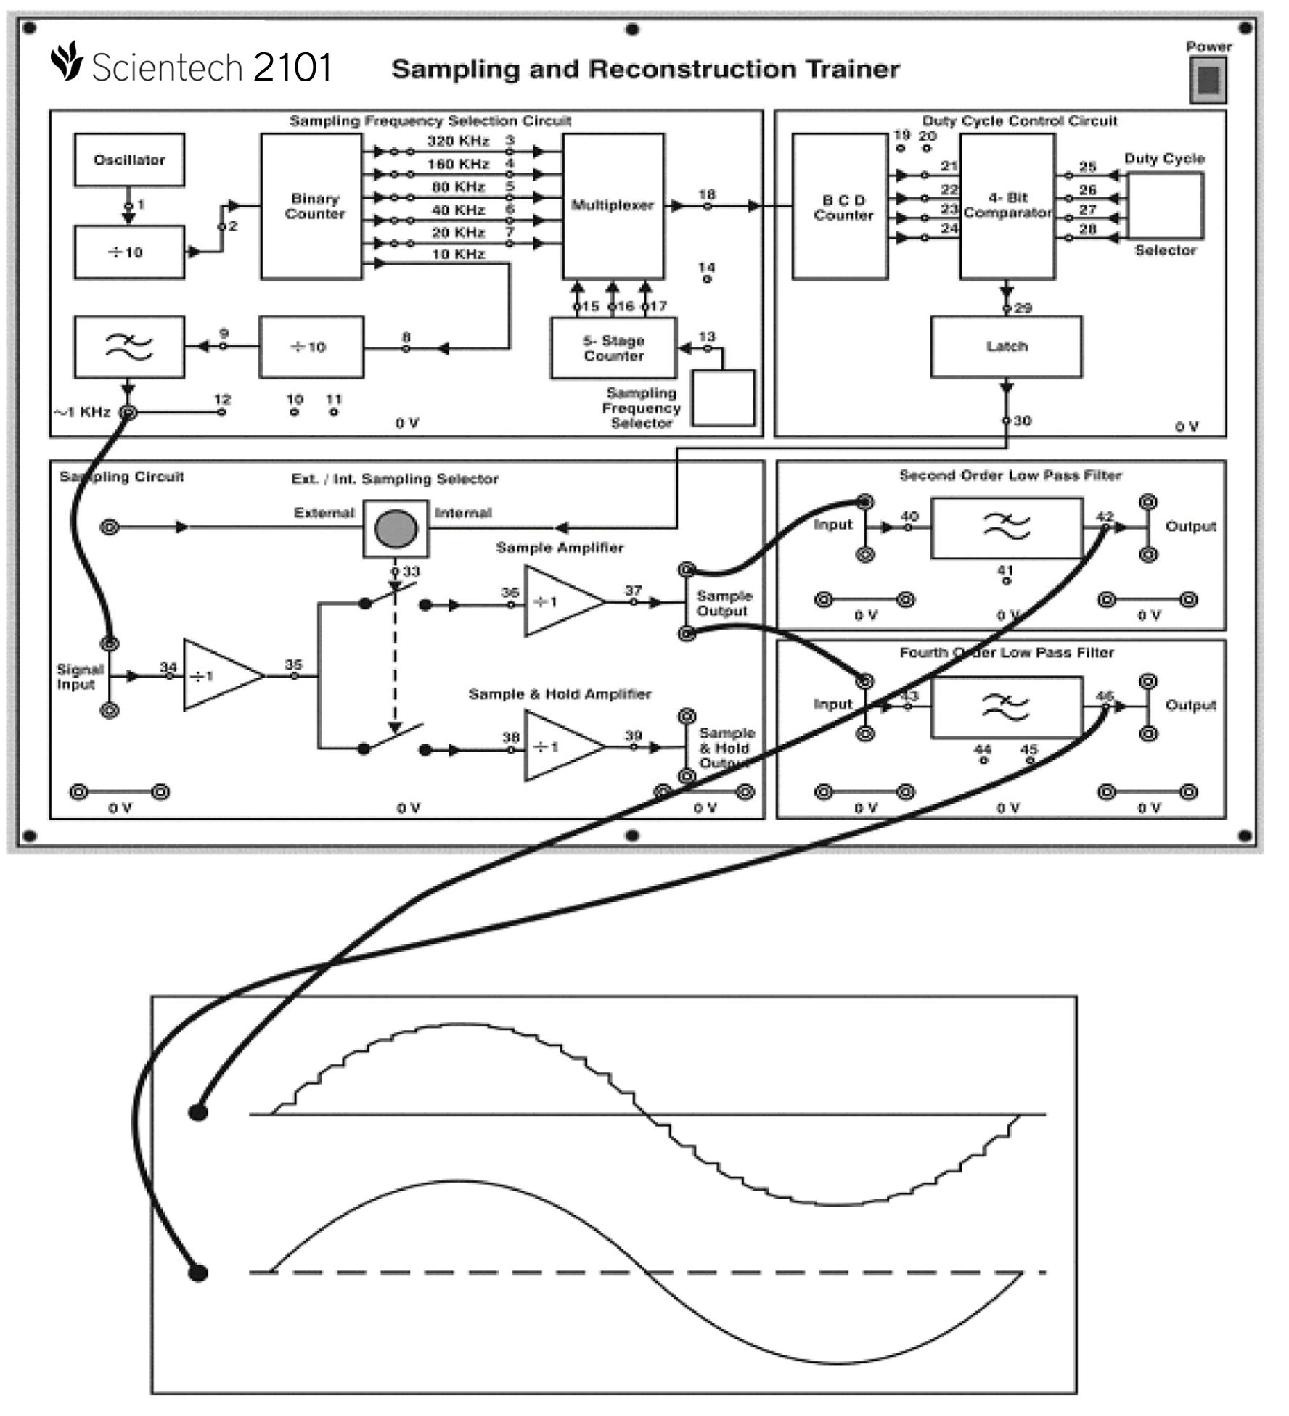 Scientech 2101
Sampling and Reconstruction Trainer
Power
Sampling Frequency Selection Circuit
Oscillator
1
÷10
2
Binary
Counter
320 KHz 3
160 KHz 4
80 KHz 5
40 KHz 6
20 KHz 7
10 KHz
Multiplexer
18
14
15 16 17
5- Stage
Counter
13
Sampling
Frequency
Selector
8
÷10
9
~1 KHz
12
10 11
0 V
Duty Cycle Control Circuit
19 20
B C D
Counter
21
22
23
24
4- Bit
Comparator
25
26
27
28
Duty Cycle
Selector
29
Latch
30
0 V
Sampling Circuit
Ext. / Int. Sampling Selector
External
Internal
33
Sample Amplifier
36
÷1
37
Sample
Output
Signal
Input
34
÷1
35
Sample & Hold Amplifier
38
÷1
39
Sample
& Hold
Output
0 V
0 V
0 V
Second Order Low Pass Filter
Input
40
42
Output
41
0 V
0 V
0 V
Fourth Order Low Pass Filter
Input
43
46
Output
44 45
0 V
0 V
0 V